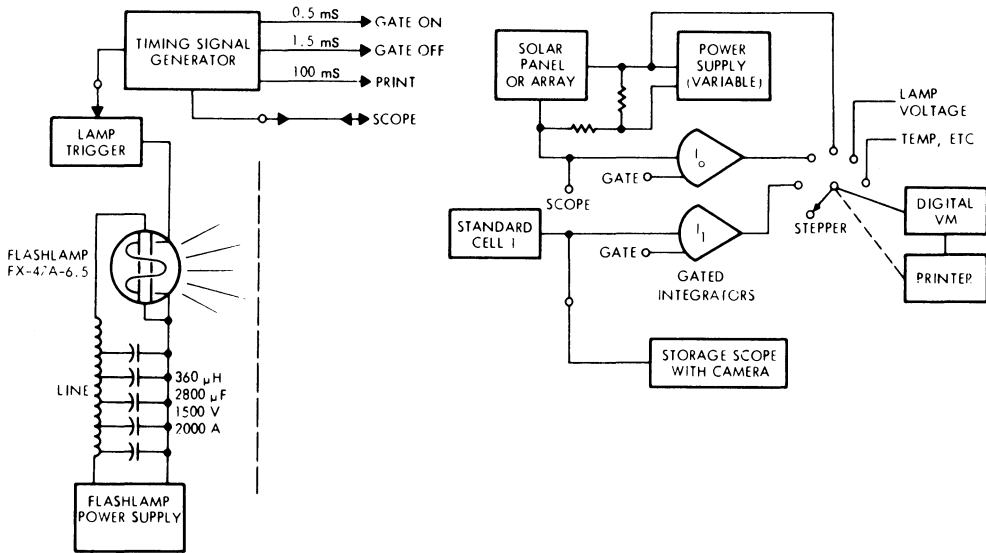 0.5 mS
GATE ON
TIMING SIGNAL
GENERATOR
1.5 mS
GATE OFF
100 mS
PRINT
SCOPE
LAMP
TRIGGER
FLASHLAMP
FX-47A-6.5
LINE
360 μH
2800 μF
1500 V
2000 A
FLASHLAMP
POWER SUPPLY
SOLAR
PANEL
OR ARRAY
POWER
SUPPLY
(VARIABLE)
LAMP
VOLTAGE
TEMP, ETC
I0
GATE
SCOPE
STANDARD
CELL 1
I1
GATE
GATED
INTEGRATORS
STEPPER
DIGITAL
VM
PRINTER
STORAGE SCOPE
WITH CAMERA